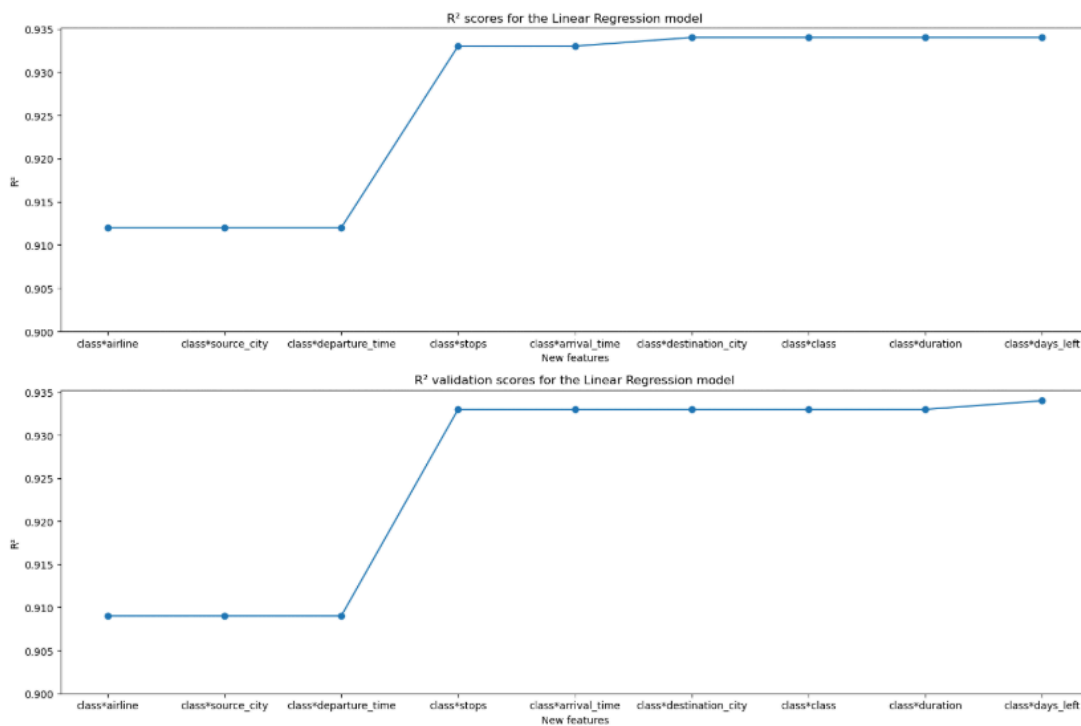 R² scores for the Linear Regression model
0.935
0.930
0.925
0.920
0.915
0.910
0.905
0.900
R²
class*airline class*source_city class*departure_time class*stops class*arrival_time class*destination_city class*class class*duration class*days_left
New features
R² validation scores for the Linear Regression model
0.935
0.930
0.925
0.920
0.915
0.910
0.905
0.900
R²
class*airline class*source_city class*departure_time class*stops class*arrival_time class*destination_city class*class class*duration class*days_left
New features